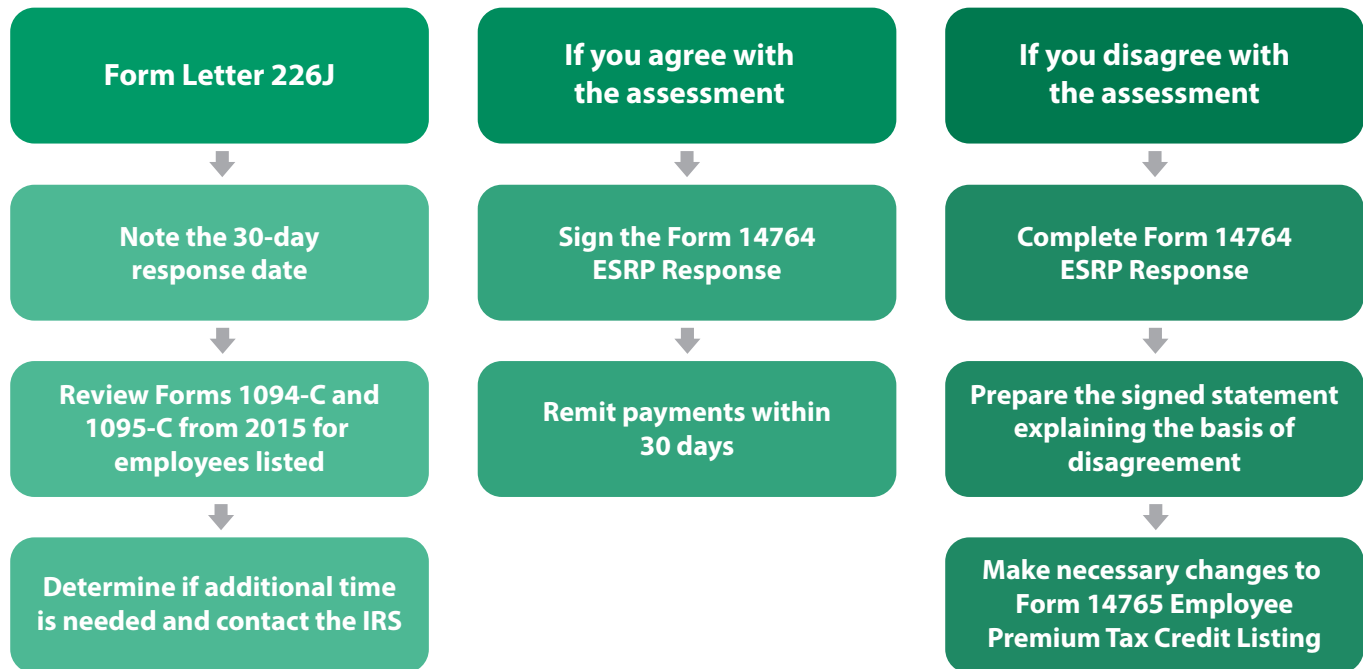 Form Letter 226J
Note the 30-day
response date
Review Forms 1094-C and
1095-C from 2015 for
employees listed
Determine if additional time
is needed and contact the IRS
If you agree with
the assessment
Sign the Form 14764
ESRP Response
Remit payments within
30 days
If you disagree with
the assessment
Complete Form 14764
ESRP Response
Prepare the signed statement
explaining the basis of
disagreement
Make necessary changes to
Form 14765 Employee
Premium Tax Credit Listing